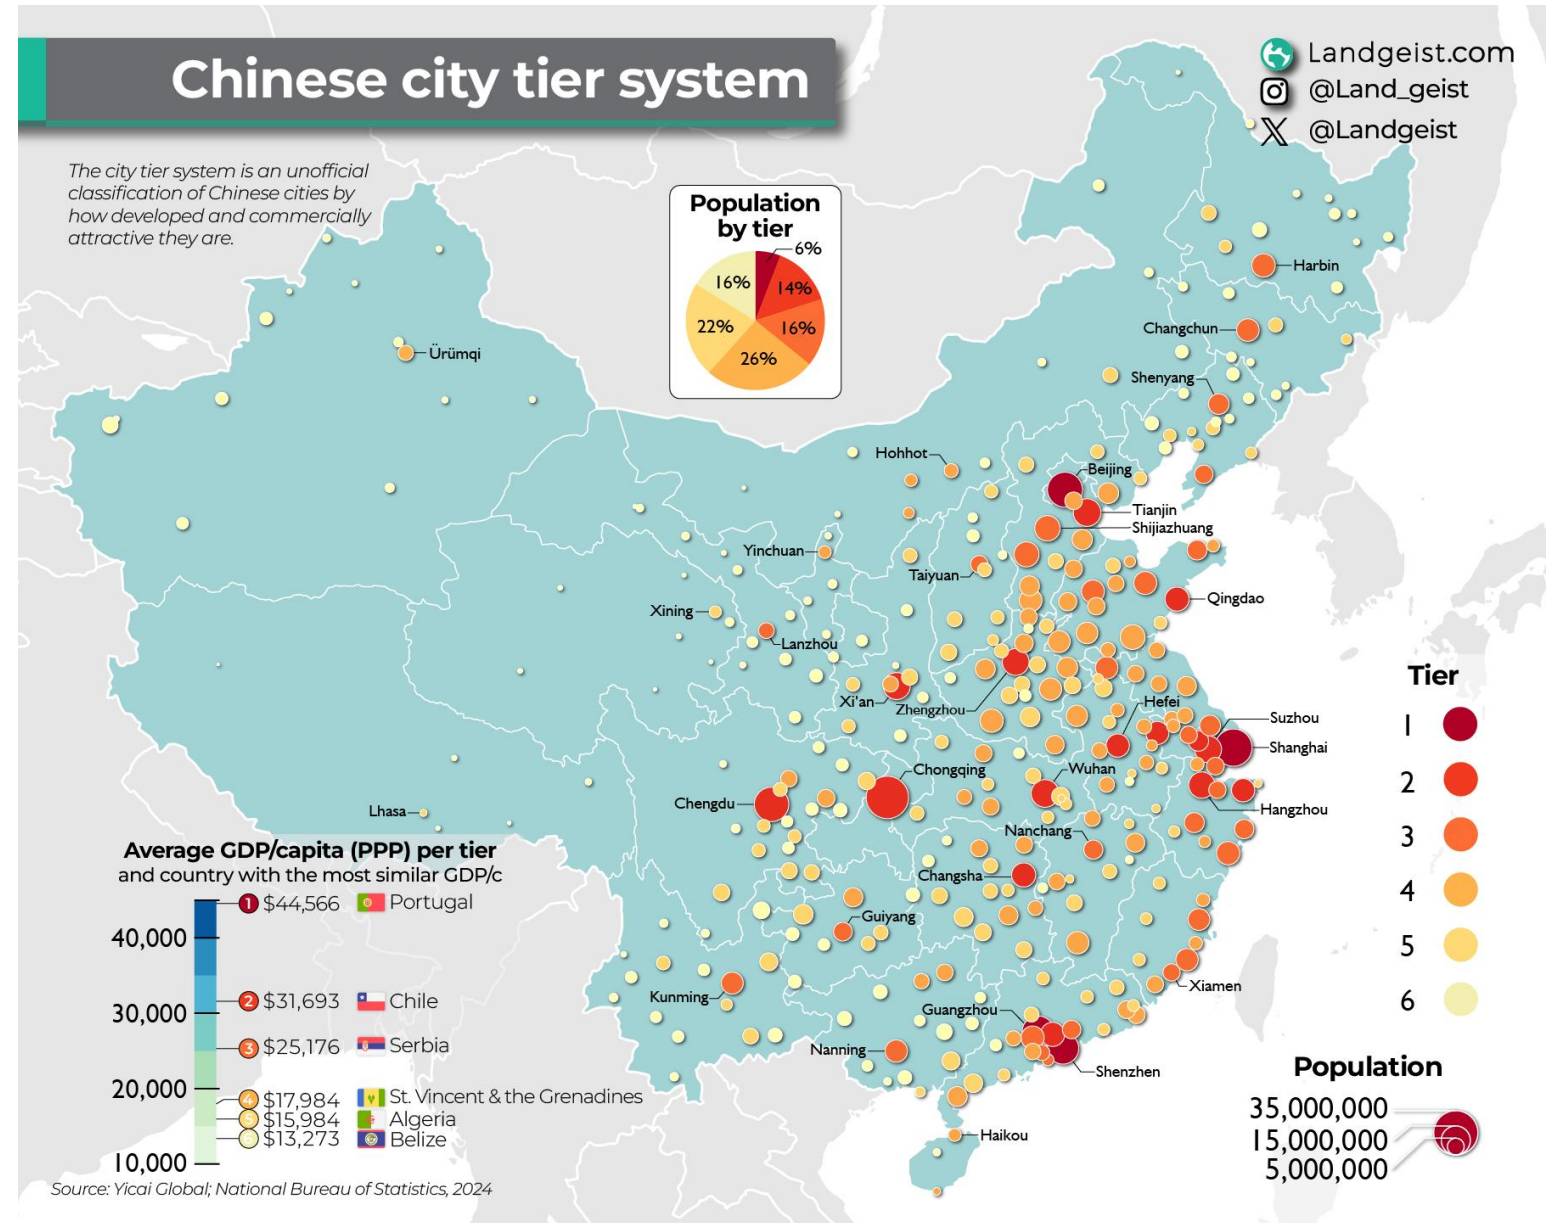 Chinese city tier system
Landgeist.com
@Land_geist
@Landgeist
The city tier system is an unofficial
classification of Chinese cities by
how developed and commercially
attractive they are.
Population
by tier
6%
14%
16%
26%
22%
16%
Harbin
Changchun
Shenyang
Ürümqi
Hohhot
Beijing
Tianjin
Shijiazhuang
Yinchuan
Taiyuan
Xining
Lanzhou
Qingdao
Xi'an
Zhengzhou
Hefei
Suzhou
Shanghai
Chongqing
Wuhan
Chengdu
Hangzhou
Lhasa
Nanchang
Changsha
Guiyang
Kunming
Xiamen
Guangzhou
Nanning
Shenzhen
Haikou
Tier
1
2
3
4
5
6
Population
35,000,000
15,000,000
5,000,000
Average GDP/capita (PPP) per tier
and country with the most similar GDP/c
40,000
30,000
20,000
10,000
1 $44,566 Portugal
2 $31,693 Chile
3 $25,176 Serbia
4 $17,984 St. Vincent & the Grenadines
5 $15,984 Algeria
6 $13,273 Belize
Source: Yicai Global; National Bureau of Statistics, 2024